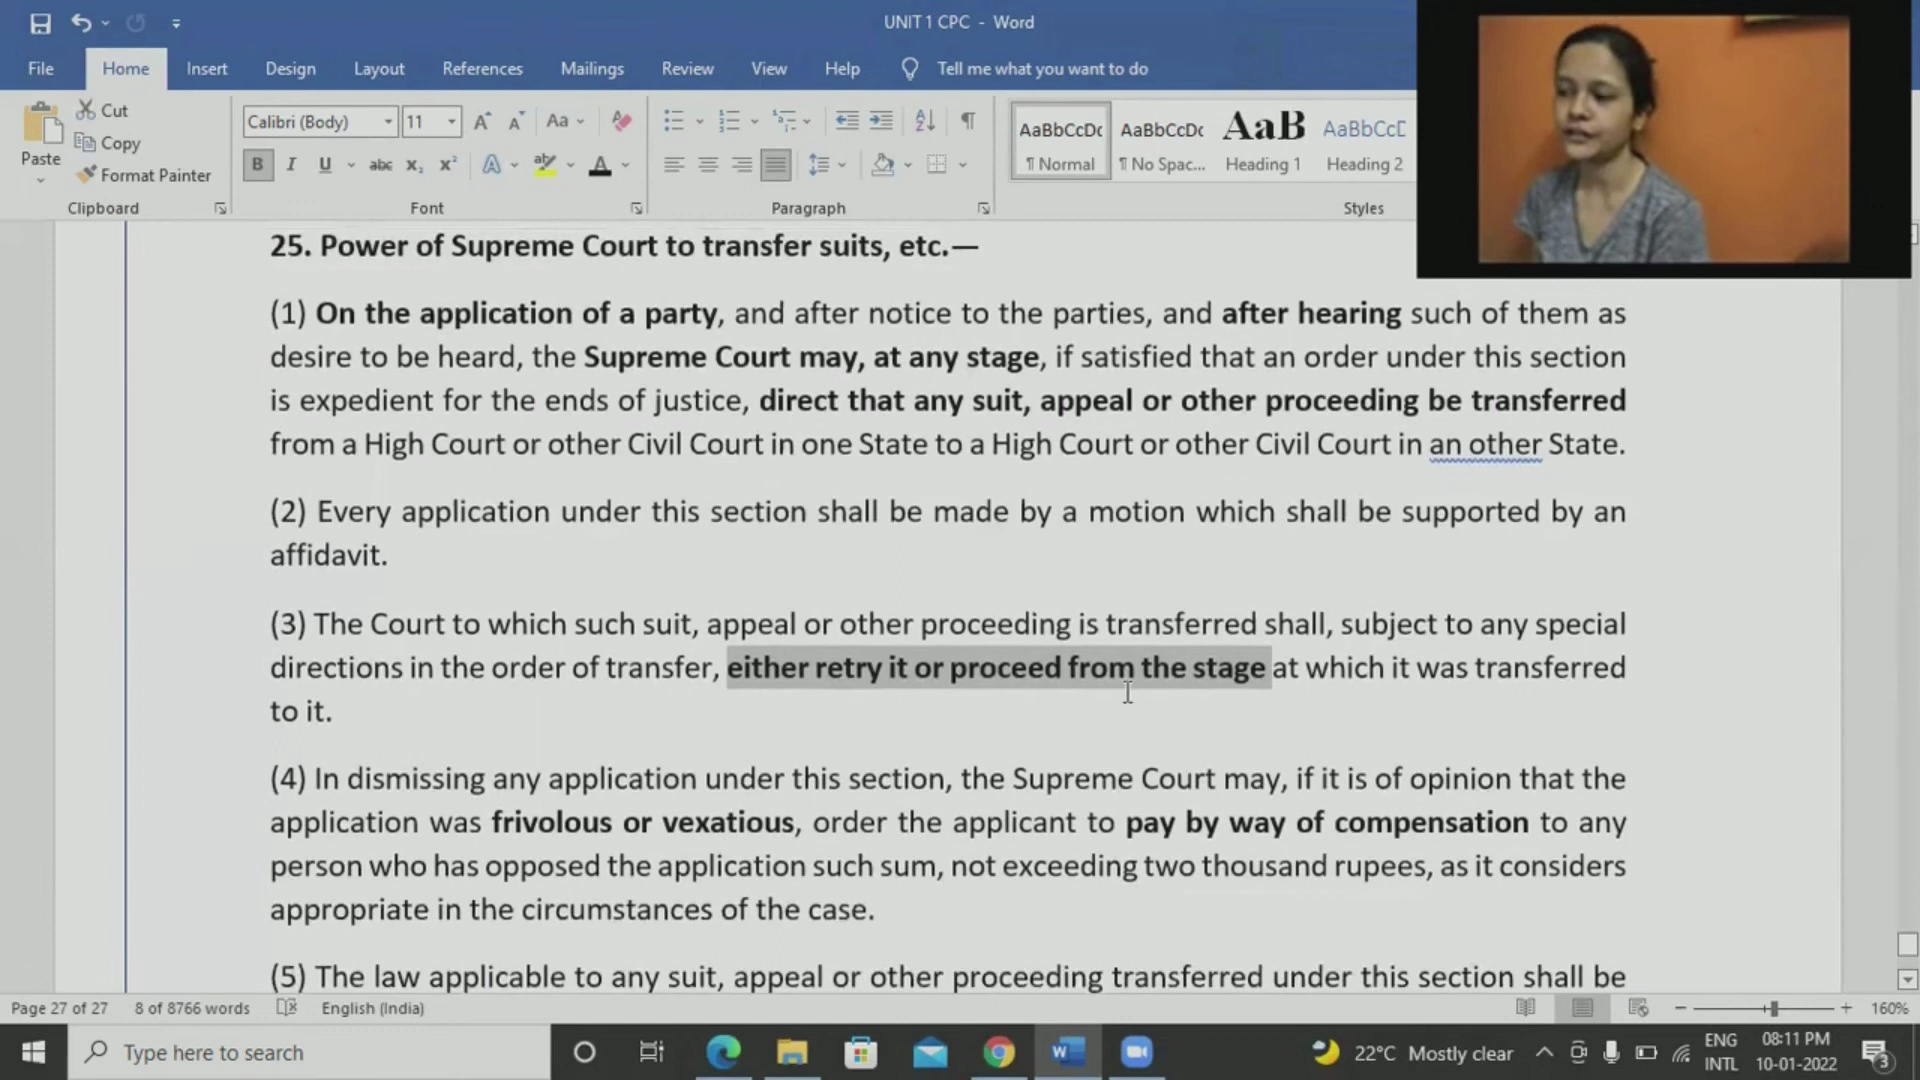 UNIT 1 CPC - Word
File Home Insert Design Layout References Mailings Review View Help Tell me what you want to do
Paste
Cut
Copy
Format Painter
Clipboard
Calibri (Body) 11
Font
Paragraph
AaBbCcDc
¶ Normal
AaBbCcDc
¶ No Spac...
AaB
Heading 1
AaBbCcD
Heading 2
Styles
25. Power of Supreme Court to transfer suits, etc.—
(1) On the application of a party, and after notice to the parties, and after hearing such of them as
desire to be heard, the Supreme Court may, at any stage, if satisfied that an order under this section
is expedient for the ends of justice, direct that any suit, appeal or other proceeding be transferred
from a High Court or other Civil Court in one State to a High Court or other Civil Court in an other State.
(2) Every application under this section shall be made by a motion which shall be supported by an
affidavit.
(3) The Court to which such suit, appeal or other proceeding is transferred shall, subject to any special
directions in the order of transfer, either retry it or proceed from the stage at which it was transferred
to it.
(4) In dismissing any application under this section, the Supreme Court may, if it is of opinion that the
application was frivolous or vexatious, order the applicant to pay by way of compensation to any
person who has opposed the application such sum, not exceeding two thousand rupees, as it considers
appropriate in the circumstances of the case.
(5) The law applicable to any suit, appeal or other proceeding transferred under this section shall be
Page 27 of 27 8 of 8766 words English (India) 160%
Type here to search
22°C Mostly clear
ENG
INTL
08:11 PM
10-01-2022
3